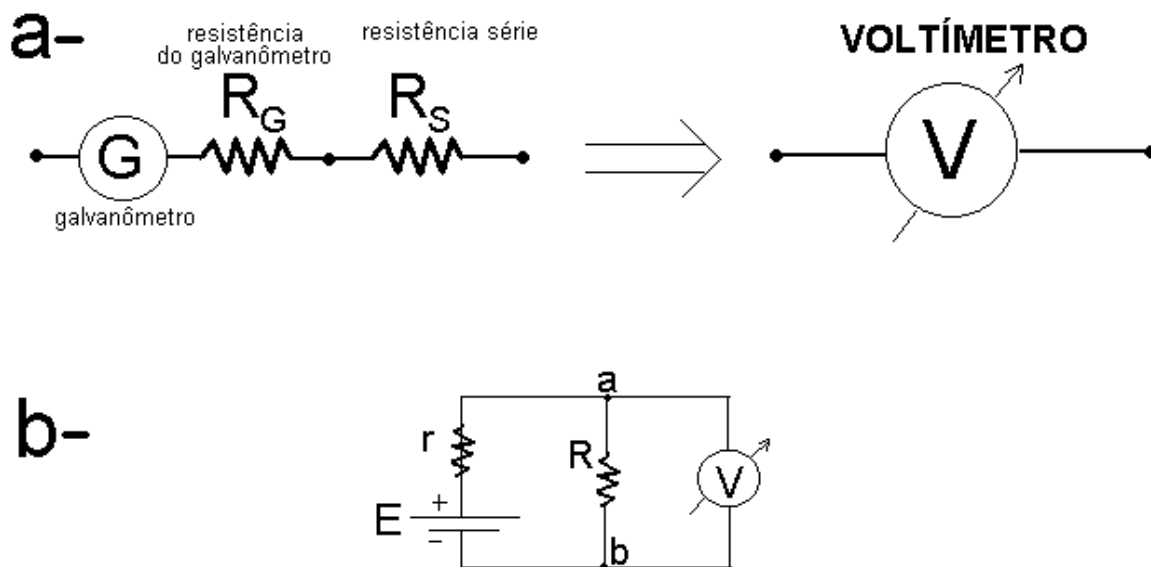 a-
resistência
do galvanômetro
resistência série
VOLTÍMETRO
R_G
R_S
G
V
galvanômetro
b-
a
r
R
V
+
E
-
b